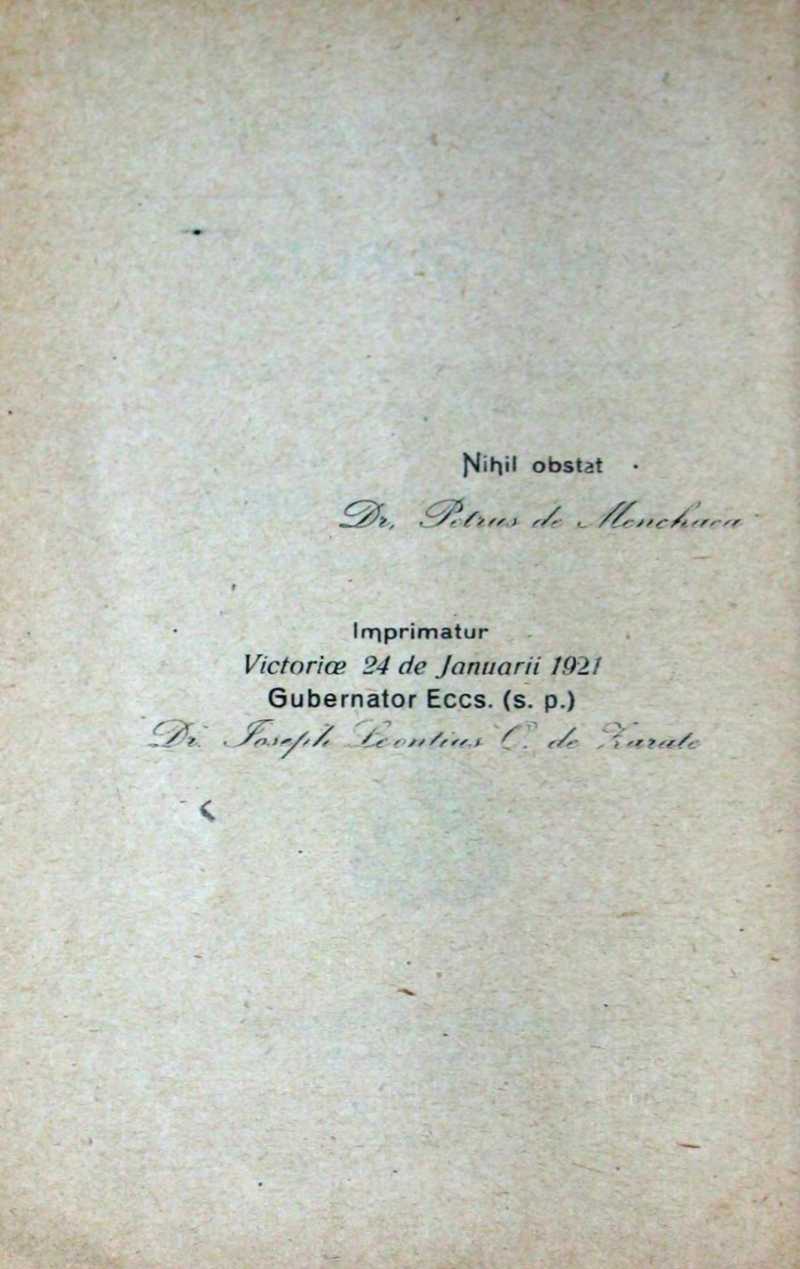 Nihil obstat
Dr. Petrus de Menchaca
Imprimatur
Victoriæ 24 de Januarii 1921
Gubernator Eccs. (s. p.)
Dr. Joseph Leontius C. de Zarate